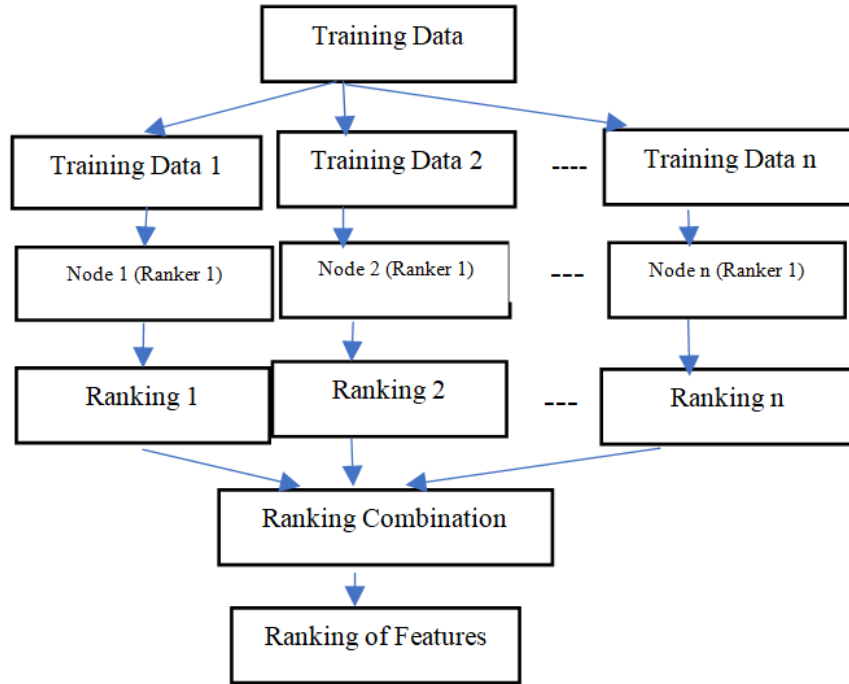 Training Data
Training Data 1
Training Data 2
----
Training Data n
Node 1 (Ranker 1)
Node 2 (Ranker 1)
---
Node n (Ranker 1)
Ranking 1
Ranking 2
---
Ranking n
Ranking Combination
Ranking of Features